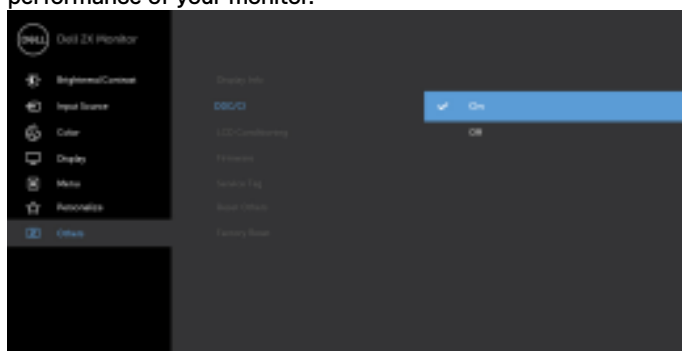 performance of your monitor.
DELL
Dell 2X Monitor
Brightness/Contrast
Input Source
Color
Display
Menu
Personalize
Others
Display Info
DDC/CI
LCD Conditioning
Firmware
Service Tag
Reset Others
Factory Reset
On
Off